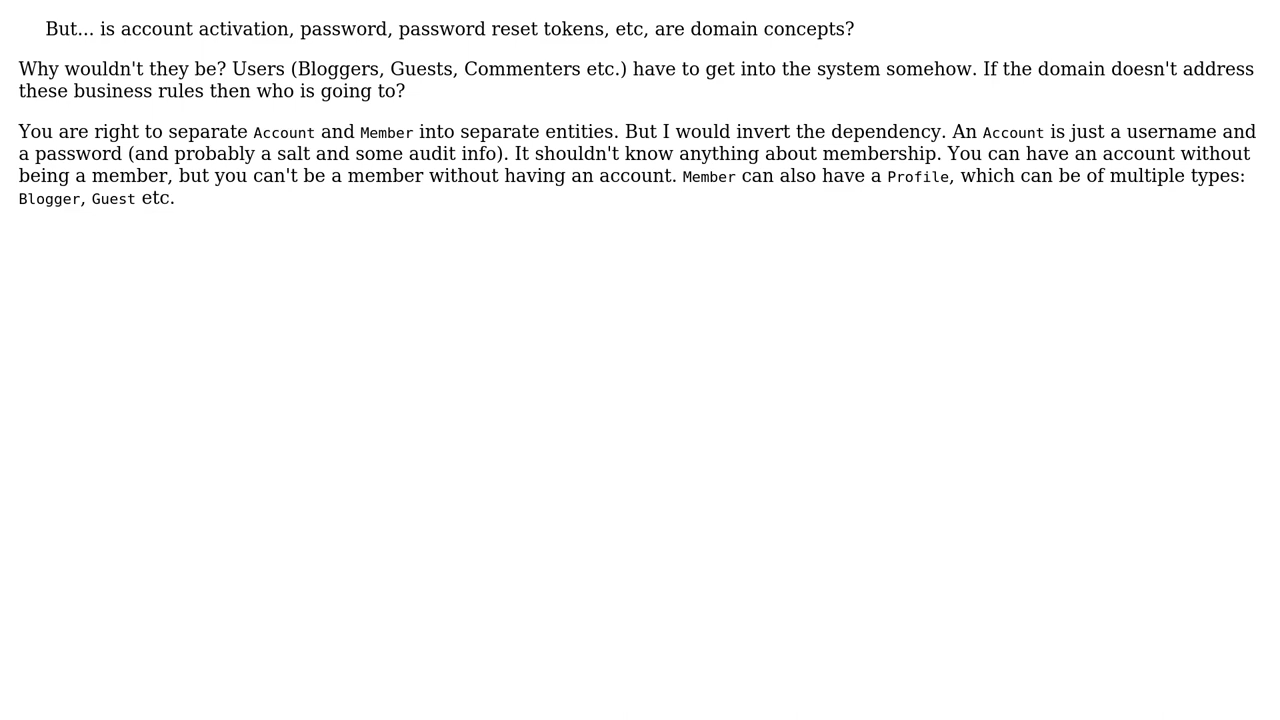 But... is account activation, password, password reset tokens, etc, are domain concepts?
Why wouldn't they be? Users (Bloggers, Guests, Commenters etc.) have to get into the system somehow. If the domain doesn't address
these business rules then who is going to?
You are right to separate Account and Member into separate entities. But I would invert the dependency. An Account is just a username and
a password (and probably a salt and some audit info). It shouldn't know anything about membership. You can have an account without
being a member, but you can't be a member without having an account. Member can also have a Profile, which can be of multiple types:
Blogger, Guest etc.